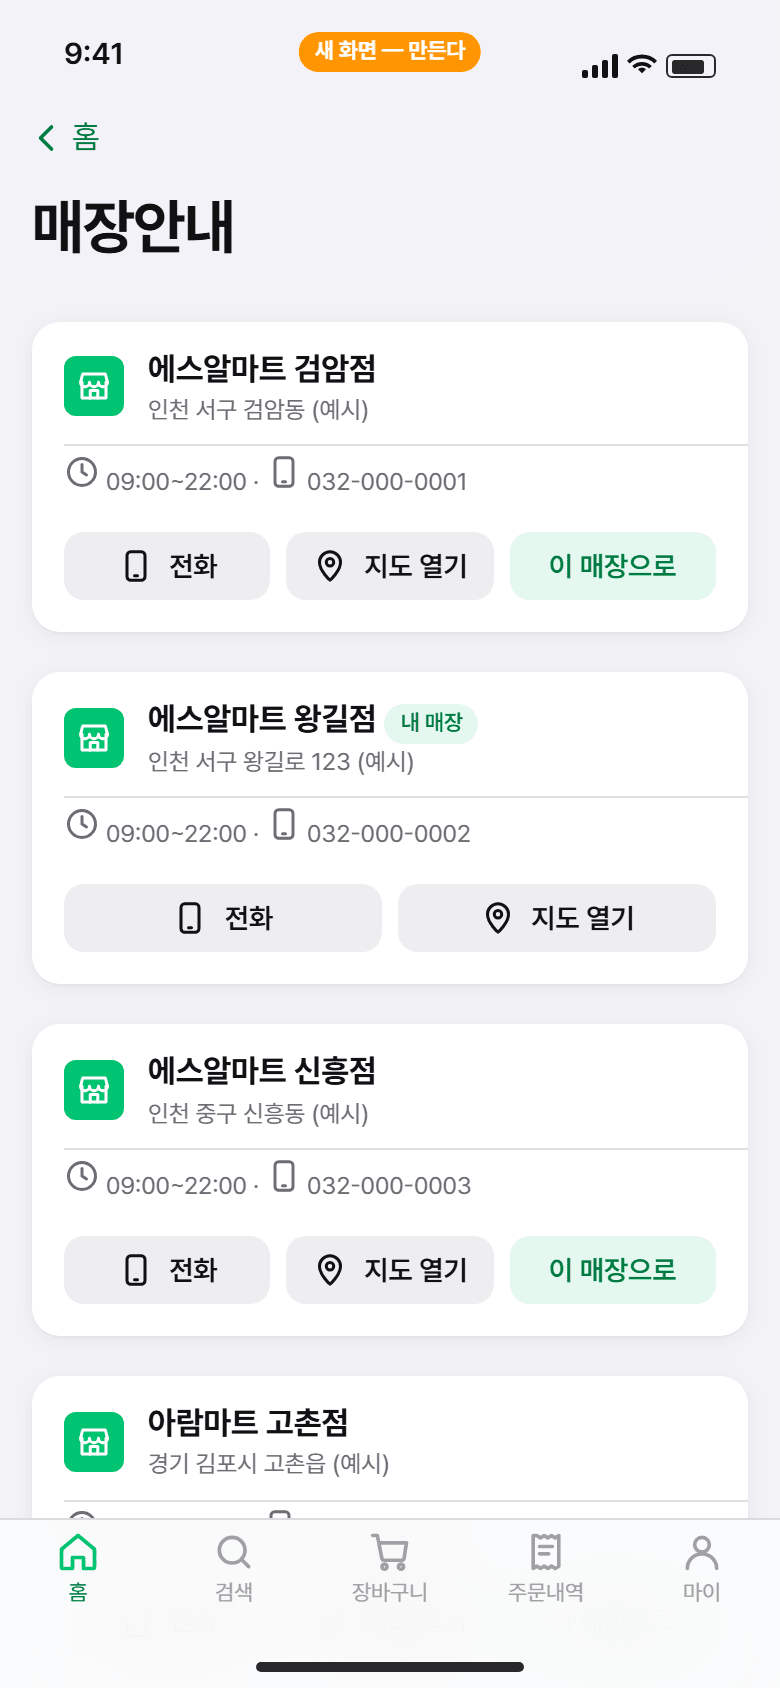 9:41
새 화면 — 만든다
홈
매장안내
에스알마트 검암점
인천 서구 검암동 (예시)
09:00~22:00 · 032-000-0001
전화
지도 열기
이 매장으로
에스알마트 왕길점 내 매장
인천 서구 왕길로 123 (예시)
09:00~22:00 · 032-000-0002
전화
지도 열기
에스알마트 신흥점
인천 중구 신흥동 (예시)
09:00~22:00 · 032-000-0003
전화
지도 열기
이 매장으로
아람마트 고촌점
경기 김포시 고촌읍 (예시)
홈
검색
장바구니
주문내역
마이